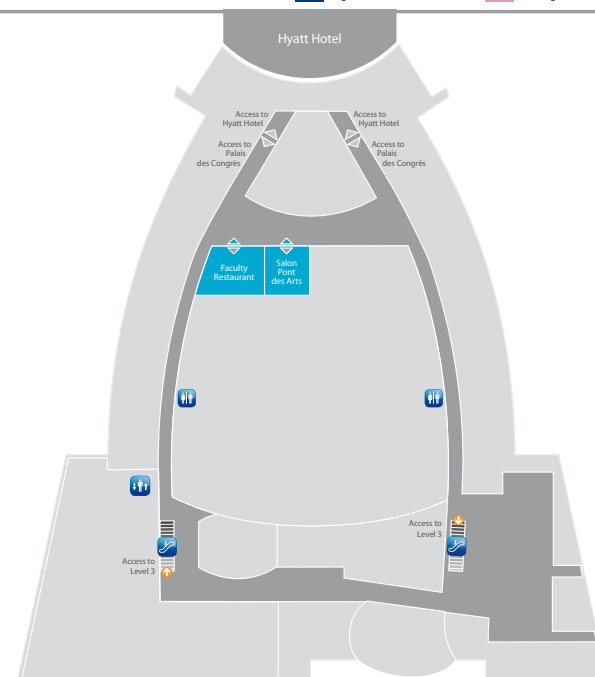 Hyatt Hotel
Access to
Hyatt Hotel
Access to
Hyatt Hotel
Access to
Palais
des Congrès
Access to
Palais
des Congrès
Faculty
Restaurant
Salon
Pont
des Arts
Access to
Level 3
Access to
Level 3